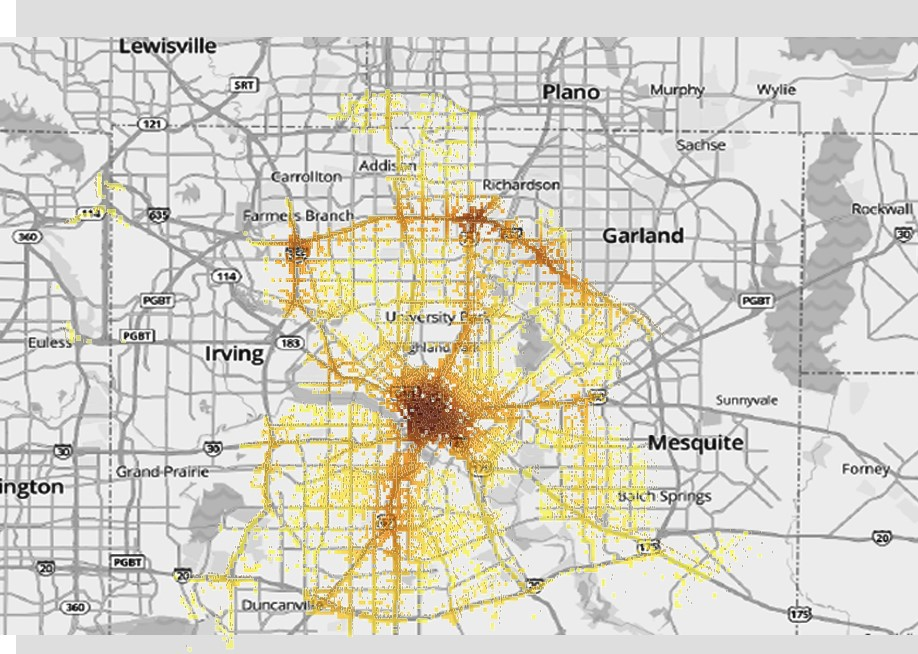 Lewisville
SRT
Plano
Murphy
Wylie
121
Sachse
Addison
Carrollton
Richardson
114
635
Farmers Branch
Rockwall
360
Garland
30
114
PGBT
PGBT
University Park
PGBT
Euless
183
Irving
Highland Park
Sunnyvale
Mesquite
30
30
Grand Prairie
Forney
ington
Balch Springs
20
175
PGBT
20
20
20
360
Duncanville
175